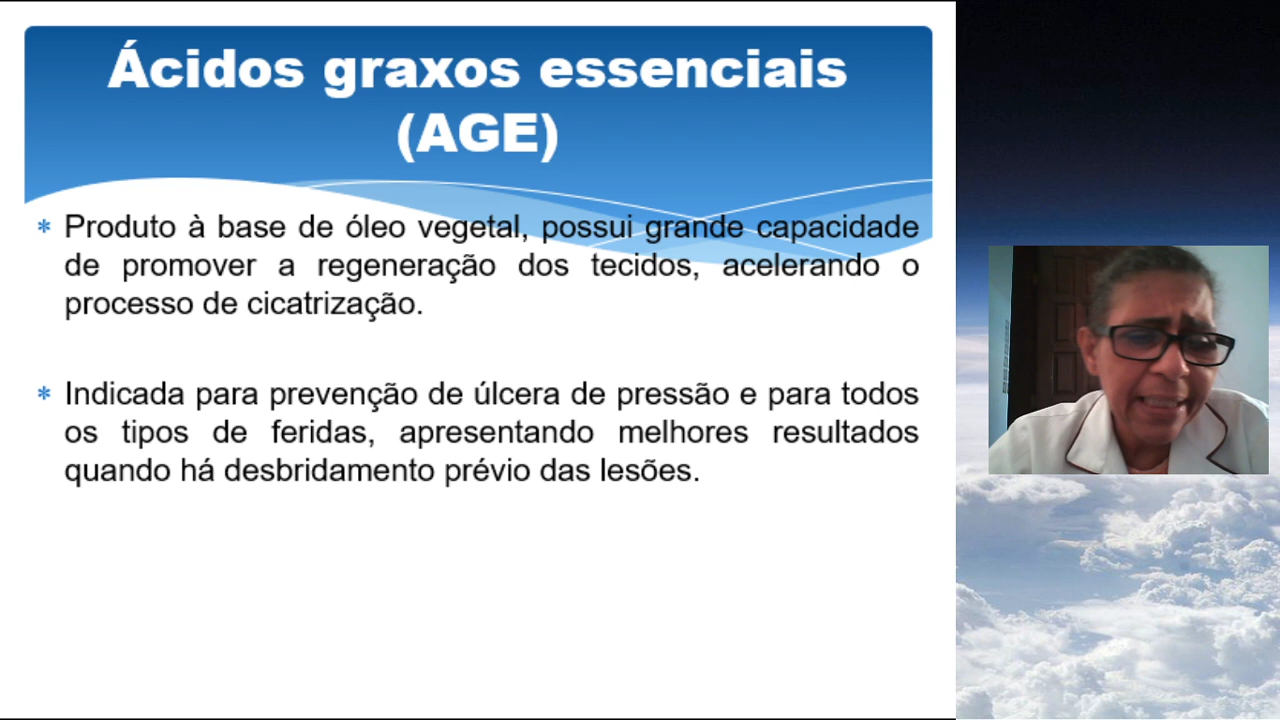 Ácidos graxos essenciais
(AGE)
* Produto à base de óleo vegetal, possui grande capacidade
de promover a regeneração dos tecidos, acelerando o
processo de cicatrização.
* Indicada para prevenção de úlcera de pressão e para todos
os tipos de feridas, apresentando melhores resultados
quando há desbridamento prévio das lesões.